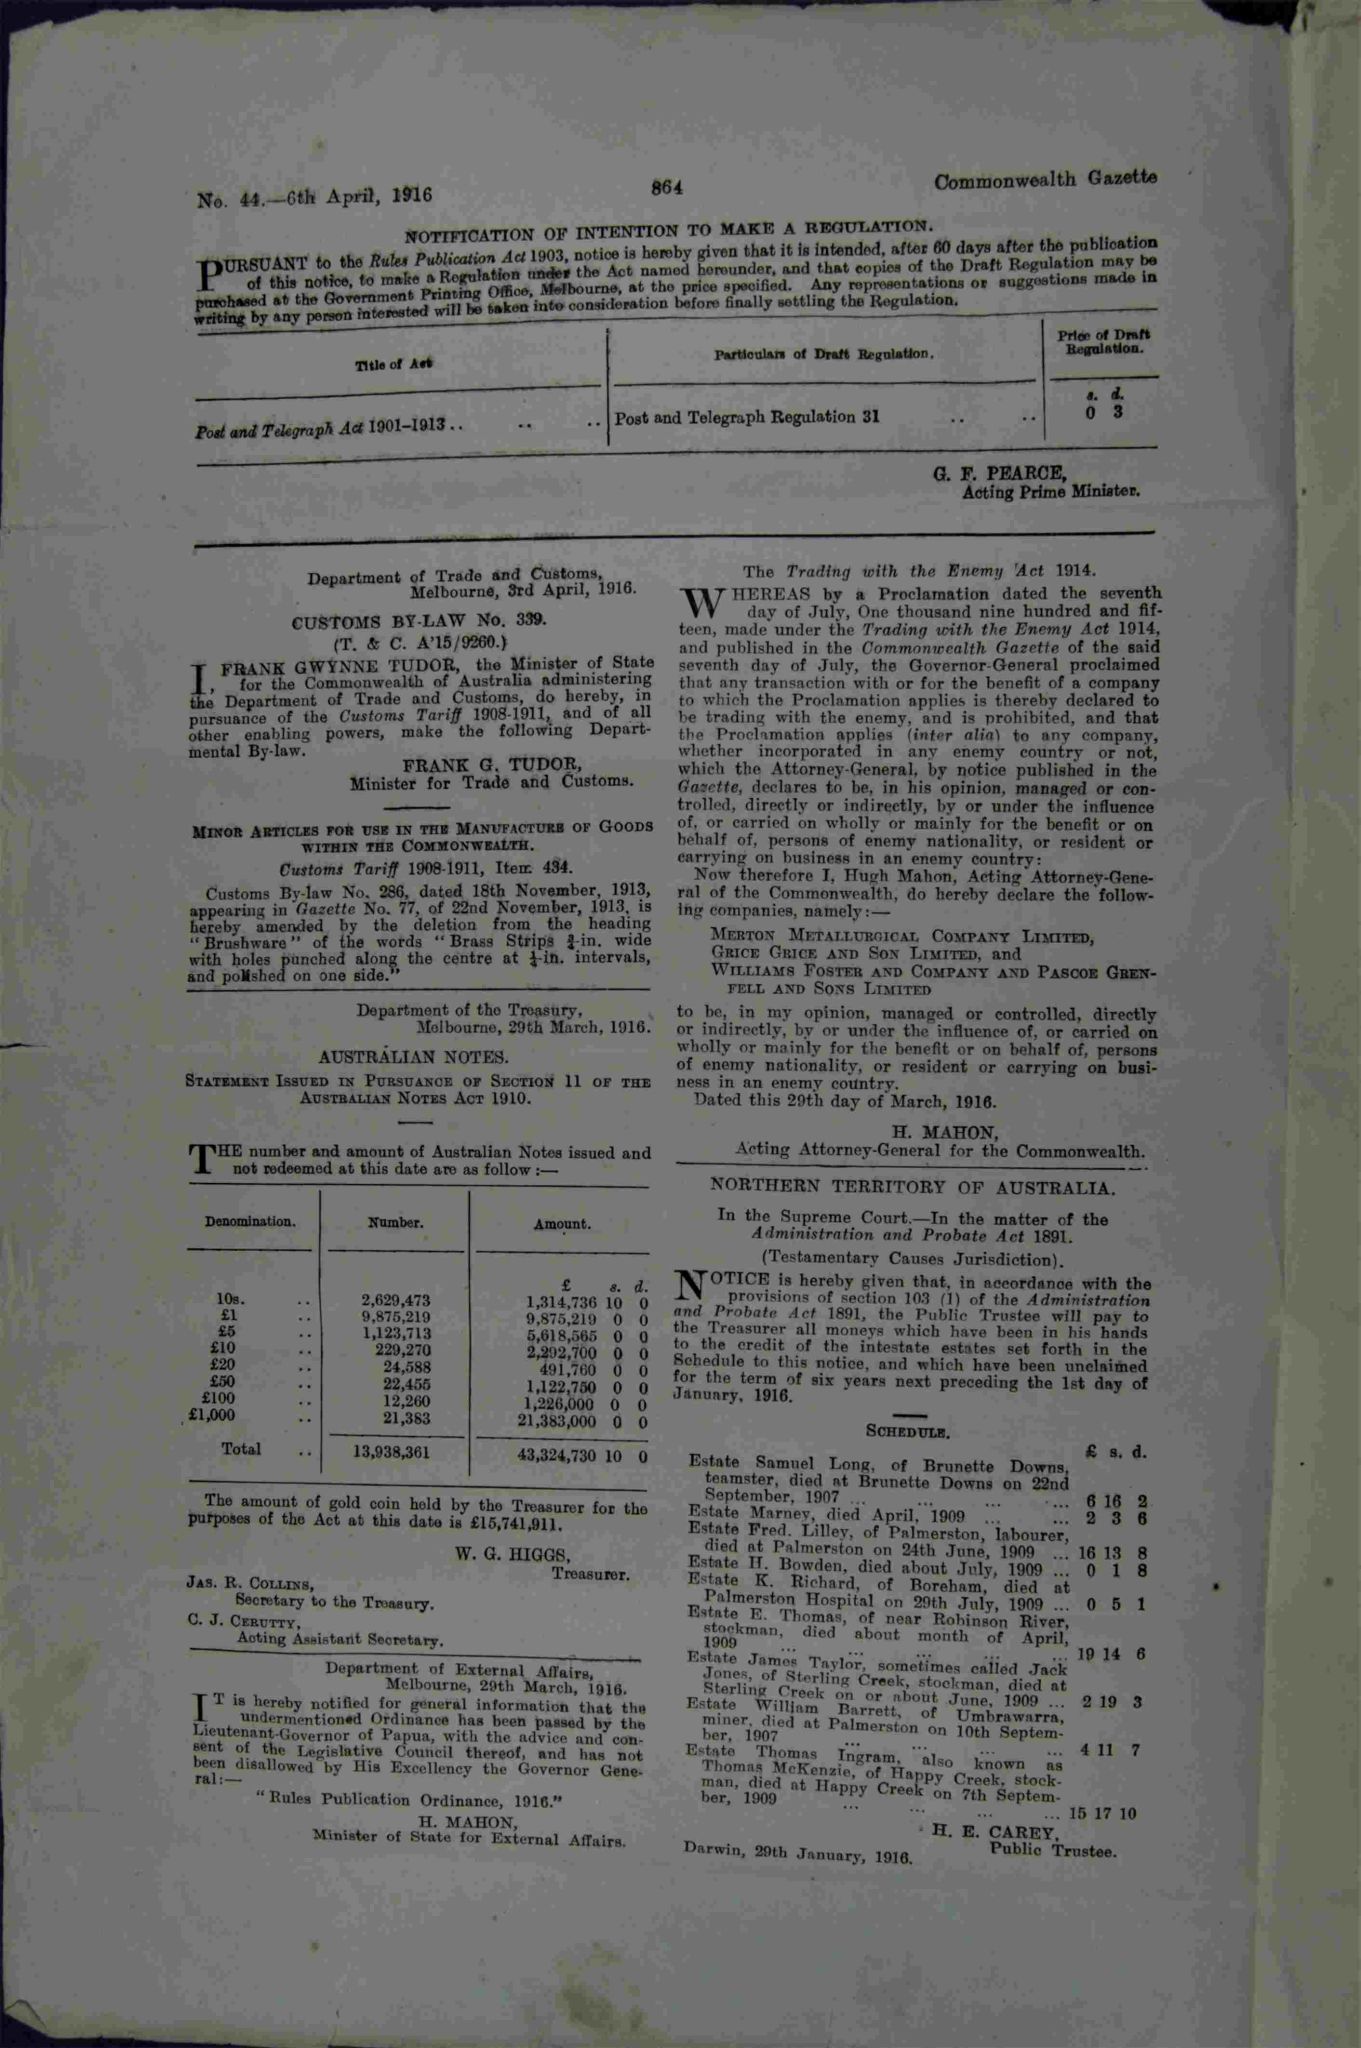 No. 44.—6th April, 1916
864
Commonwealth Gazette
NOTIFICATION OF INTENTION TO MAKE A REGULATION.
PURSUANT to the Rules Publication Act 1903, notice is hereby given that it is intended, after 60 days after the publication
of this notice, to make a Regulation under the Act named hereunder, and that copies of the Draft Regulation may be
purchased at the Government Printing Office, Melbourne, at the price specified. Any representations or suggestions made in
writing by any person interested will be taken into consideration before finally settling the Regulation.
Title of Act
Particulars of Draft Regulation.
Price of Draft
Regulation.
s. d.
Post and Telegraph Act 1901-1913 .. .. .. Post and Telegraph Regulation 31 .. .. 0 3
G. F. PEARCE,
Acting Prime Minister.
Department of Trade and Customs,
Melbourne, 3rd April, 1916.
CUSTOMS BY-LAW No. 339.
(T. & C. A'15/9260.)
I, FRANK GWYNNE TUDOR, the Minister of State
for the Commonwealth of Australia administering
the Department of Trade and Customs, do hereby, in
pursuance of the Customs Tariff 1908-1911, and of all
other enabling powers, make the following Depart-
mental By-law.
FRANK G. TUDOR,
Minister for Trade and Customs.
MINOR ARTICLES FOR USE IN THE MANUFACTURE OF GOODS
WITHIN THE COMMONWEALTH.
Customs Tariff 1908-1911, Item 434.
Customs By-law No. 286, dated 18th November, 1913,
appearing in Gazette No. 77, of 22nd November, 1913, is
hereby amended by the deletion from the heading
"Brushware" of the words "Brass Strips ¾-in. wide
with holes punched along the centre at ¼-in. intervals,
and polished on one side."
Department of the Treasury,
Melbourne, 29th March, 1916.
AUSTRALIAN NOTES.
STATEMENT ISSUED IN PURSUANCE OF SECTION 11 OF THE
AUSTRALIAN NOTES ACT 1910.
THE number and amount of Australian Notes issued and
not redeemed at this date are as follow:—
Denomination. Number. Amount.
£ s. d.
10s. .. 2,629,473 1,314,736 10 0
£1 .. 9,875,219 9,875,219 0 0
£5 .. 1,123,713 5,618,565 0 0
£10 .. 229,270 2,292,700 0 0
£20 .. 24,588 491,760 0 0
£50 .. 22,455 1,122,750 0 0
£100 .. 12,260 1,226,000 0 0
£1,000 .. 21,383 21,383,000 0 0
Total .. 13,938,361 43,324,730 10 0
The amount of gold coin held by the Treasurer for the
purposes of the Act at this date is £15,741,911.
W. G. HIGGS,
Treasurer.
JAS. R. COLLINS,
Secretary to the Treasury.
C. J. CERUTTY,
Acting Assistant Secretary.
Department of External Affairs,
Melbourne, 29th March, 1916.
IT is hereby notified for general information that the
undermentioned Ordinance has been passed by the
Lieutenant-Governor of Papua, with the advice and con-
sent of the Legislative Council thereof, and has not
been disallowed by His Excellency the Governor Gene-
ral:—
"Rules Publication Ordinance, 1916."
H. MAHON,
Minister of State for External Affairs.
The Trading with the Enemy Act 1914.
WHEREAS by a Proclamation dated the seventh
day of July, One thousand nine hundred and fif-
teen, made under the Trading with the Enemy Act 1914,
and published in the Commonwealth Gazette of the said
seventh day of July, the Governor-General proclaimed
that any transaction with or for the benefit of a company
to which the Proclamation applies is thereby declared to
be trading with the enemy, and is prohibited, and that
the Proclamation applies (inter alia) to any company,
whether incorporated in any enemy country or not,
which the Attorney-General, by notice published in the
Gazette, declares to be, in his opinion, managed or con-
trolled, directly or indirectly, by or under the influence
of, or carried on wholly or mainly for the benefit or on
behalf of, persons of enemy nationality, or resident or
carrying on business in an enemy country:
Now therefore I, Hugh Mahon, Acting Attorney-Gene-
ral of the Commonwealth, do hereby declare the follow-
ing companies, namely:—
MERTON METALLURGICAL COMPANY LIMITED,
GRICE GRICE AND SON LIMITED, and
WILLIAMS FOSTER AND COMPANY AND PASCOE GREN-
FELL AND SONS LIMITED
to be, in my opinion, managed or controlled, directly
or indirectly, by or under the influence of, or carried on
wholly or mainly for the benefit or on behalf of, persons
of enemy nationality, or resident or carrying on busi-
ness in an enemy country.
Dated this 29th day of March, 1916.
H. MAHON,
Acting Attorney-General for the Commonwealth.
NORTHERN TERRITORY OF AUSTRALIA.
In the Supreme Court.—In the matter of the
Administration and Probate Act 1891.
(Testamentary Causes Jurisdiction).
NOTICE is hereby given that, in accordance with the
provisions of section 103 (1) of the Administration
and Probate Act 1891, the Public Trustee will pay to
the Treasurer all moneys which have been in his hands
to the credit of the intestate estates set forth in the
Schedule to this notice, and which have been unclaimed
for the term of six years next preceding the 1st day of
January, 1916.
SCHEDULE.
£ s. d.
Estate Samuel Long, of Brunette Downs,
teamster, died at Brunette Downs on 22nd
September, 1907 ... ... ... ... 6 16 2
Estate Marney, died April, 1909 ... ... 2 3 6
Estate Fred. Lilley, of Palmerston, labourer,
died at Palmerston on 24th June, 1909 ... 16 13 8
Estate H. Bowden, died about July, 1909 ... 0 1 8
Estate K. Richard, of Boreham, died at
Palmerston Hospital on 29th July, 1909 ... 0 5 1
Estate E. Thomas, of near Robinson River,
stockman, died about month of April,
1909 ... ... ... ... 19 14 6
Estate James Taylor, sometimes called Jack
Jones, of Sterling Creek, stockman, died at
Sterling Creek on or about June, 1909 ... 2 19 3
Estate William Barrett, of Umbrawarra,
miner, died at Palmerston on 10th Septem-
ber, 1907 ... ... ... ... 4 11 7
Estate Thomas Ingram, also known as
Thomas McKenzie, of Happy Creek, stock-
man, died at Happy Creek on 7th Septem-
ber, 1909 ... ... ... ... 15 17 10
H. E. CAREY,
Public Trustee.
Darwin, 29th January, 1916.